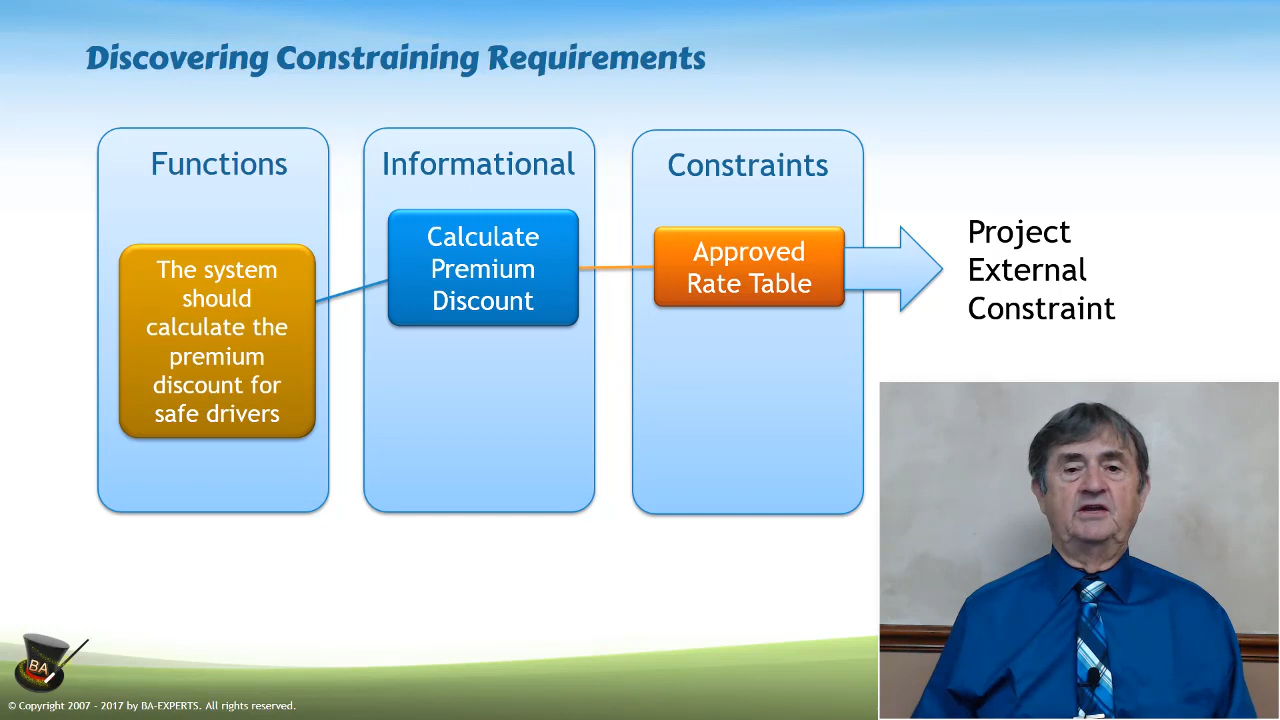 Discovering Constraining Requirements
Functions
The system
should
calculate the
premium
discount for
safe drivers
Informational
Calculate
Premium
Discount
Constraints
Approved
Rate Table
Project
External
Constraint
BA
© Copyright 2007 - 2017 by BA-EXPERTS. All rights reserved.